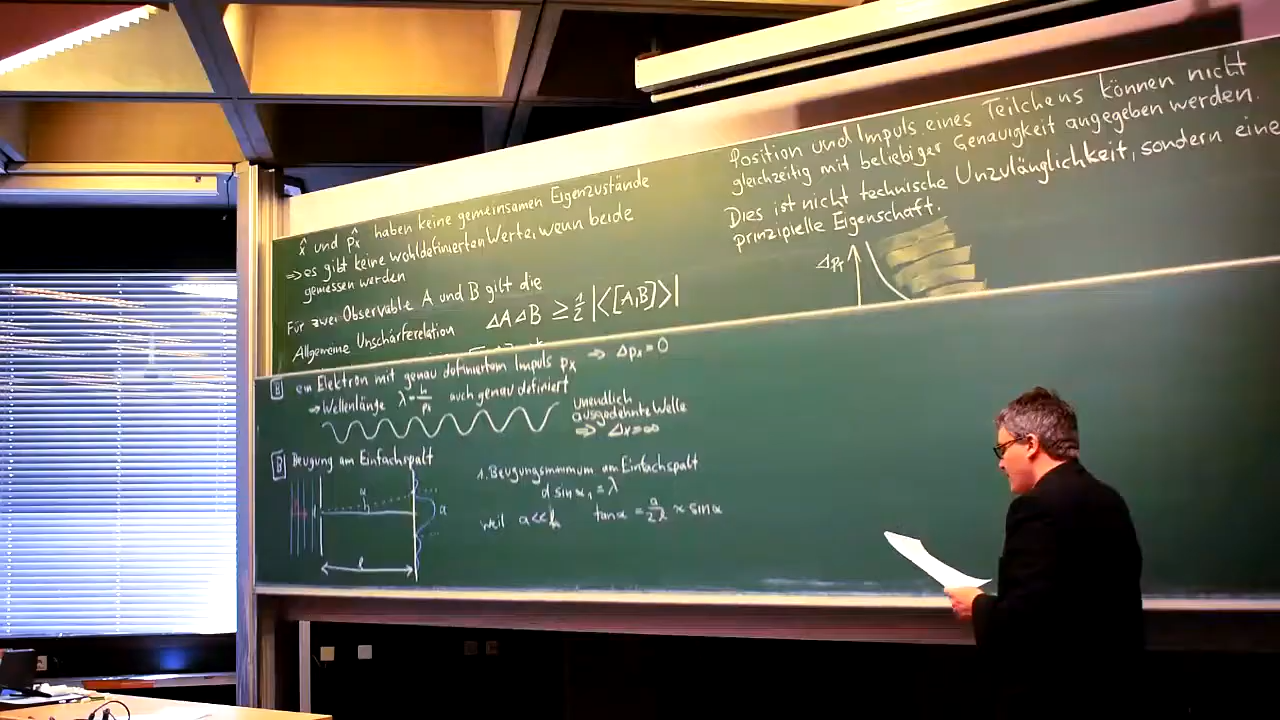 x̂ und p̂x haben keine gemeinsamen Eigenzustände
⇒ es gibt keine wohldefinierten Werte, wenn beide
gemessen werden
Für zwei Observable A und B gilt die
Allgemeine Unschärferelation ΔA ΔB ≥ 1/2 |<[A,B]>|
Position und Impuls eines Teilchens können nicht
gleichzeitig mit beliebiger Genauigkeit angegeben werden.
Dies ist nicht technische Unzulänglichkeit, sondern eine
prinzipielle Eigenschaft.
Δpx
B ein Elektron mit genau definiertem Impuls px ⇒ Δpx = 0
⇒ Wellenlänge λ = h/px auch genau definiert
unendlich
ausgedehnte Welle
⇒ Δx = ∞
B Beugung am Einfachspalt
α
d
a
l
1. Beugungsminimum am Einfachspalt
d sin α1 = λ
weil a << l tan α = a/2l ≈ sin α